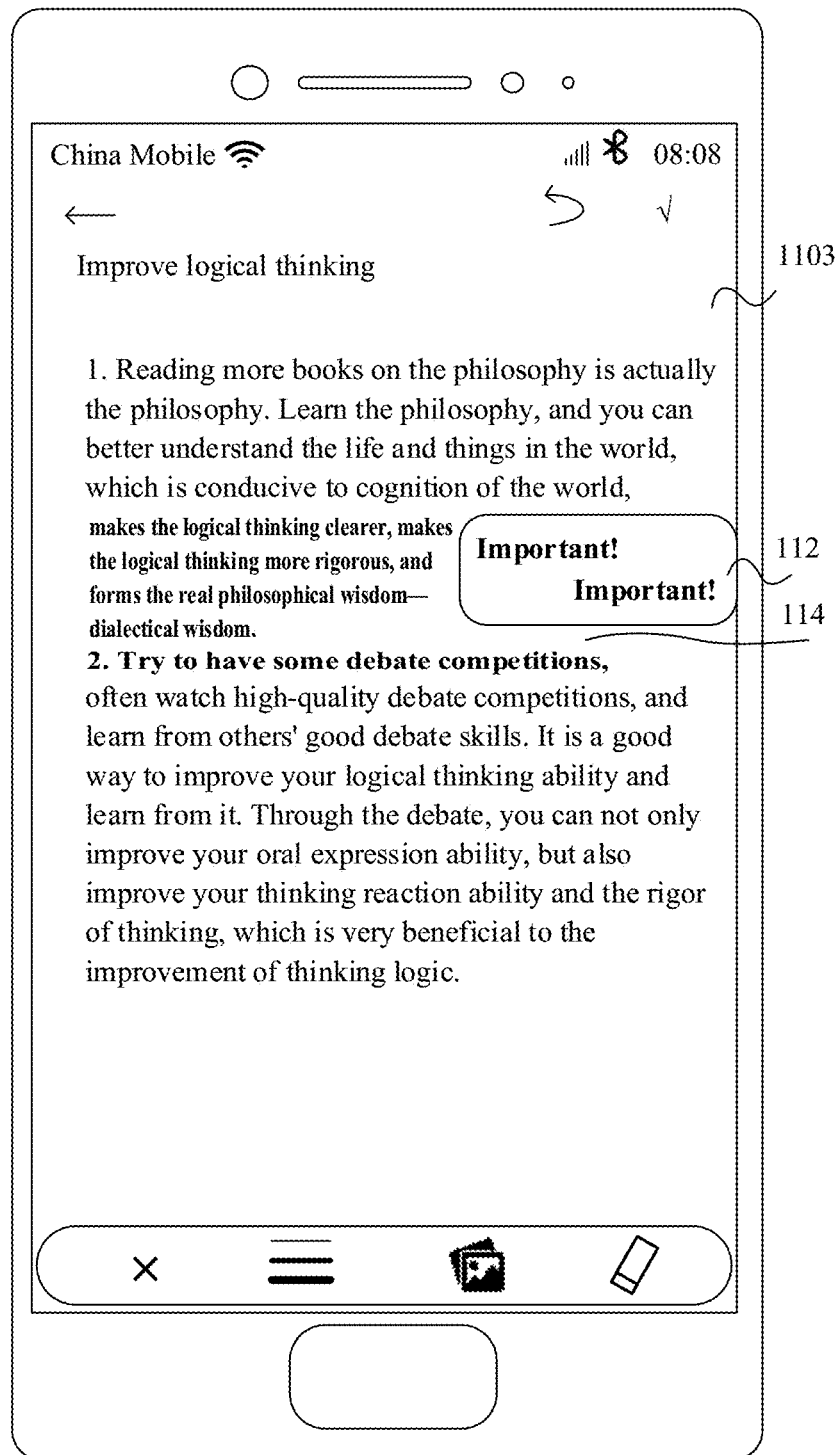 China Mobile 08:08
√
Improve logical thinking
1103
1. Reading more books on the philosophy is actually
the philosophy. Learn the philosophy, and you can
better understand the life and things in the world,
which is conducive to cognition of the world,
makes the logical thinking clearer, makes
the logical thinking more rigorous, and
forms the real philosophical wisdom—
dialectical wisdom.
Important!
Important!
112
114
2. Try to have some debate competitions,
often watch high-quality debate competitions, and
learn from others' good debate skills. It is a good
way to improve your logical thinking ability and
learn from it. Through the debate, you can not only
improve your oral expression ability, but also
improve your thinking reaction ability and the rigor
of thinking, which is very beneficial to the
improvement of thinking logic.